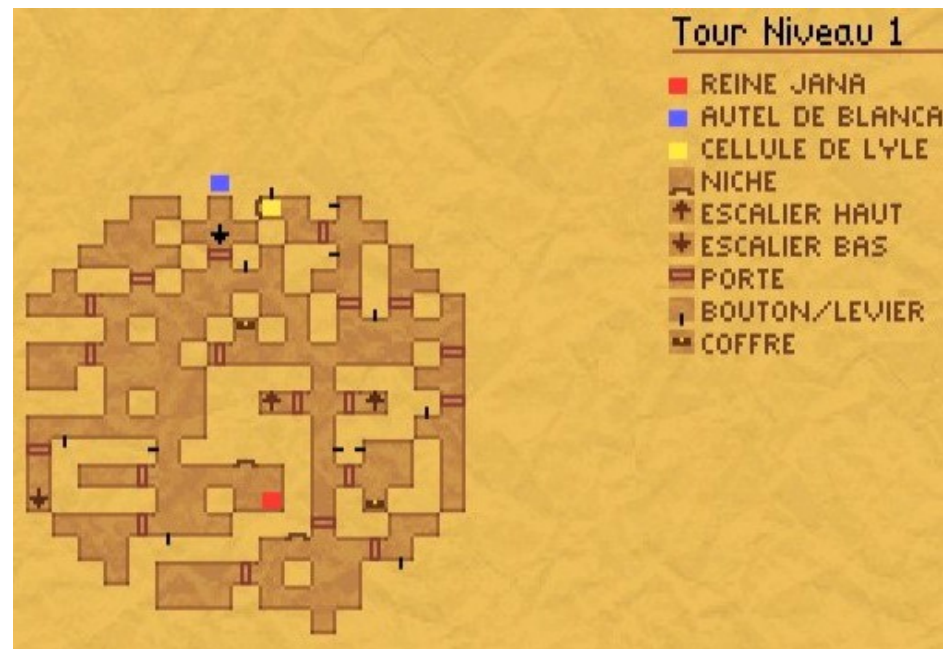 Tour Niveau 1
REINE JANA
AUTEL DE BLANCA
CELLULE DE LYLE
NICHE
ESCALIER HAUT
ESCALIER BAS
PORTE
BOUTON/LEVIER
COFFRE